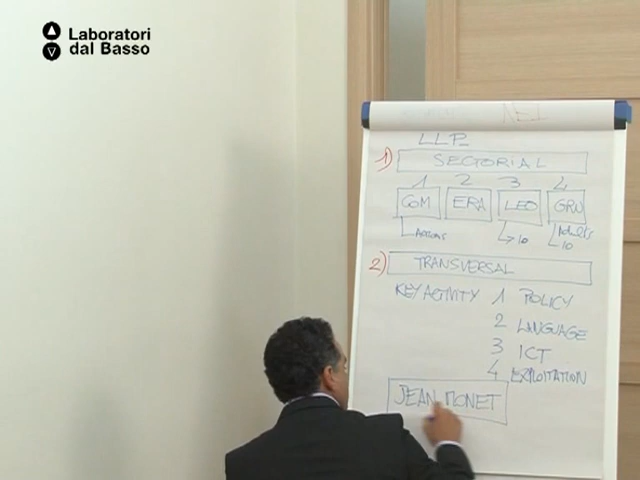 Laboratori
dal Basso
LLP
1) SECTORIAL
1 2 3 4
COM ERA LEO GRU
ACTIONS → 10 Adults
10
2) TRANSVERSAL
KEY ACTIVITY 1 POLICY
2 LANGUAGE
3 ICT
4 EXPLOITATION
JEAN MONET